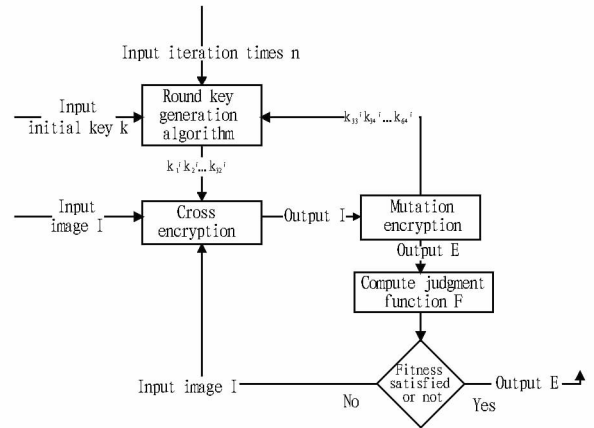 Input iteration times n
Round key
generation
algorithm
Input
initial key k
k₃₃ⁱk₃₄ⁱ…k₆₄ⁱ
k₁ⁱk₂ⁱ…k₃₂ⁱ
Input
image I
Cross
encryption
Output I
Mutation
encryption
Output E
Compute judgment
function F
Fitness
satisfied
or not
Input image I
No
Output E
Yes